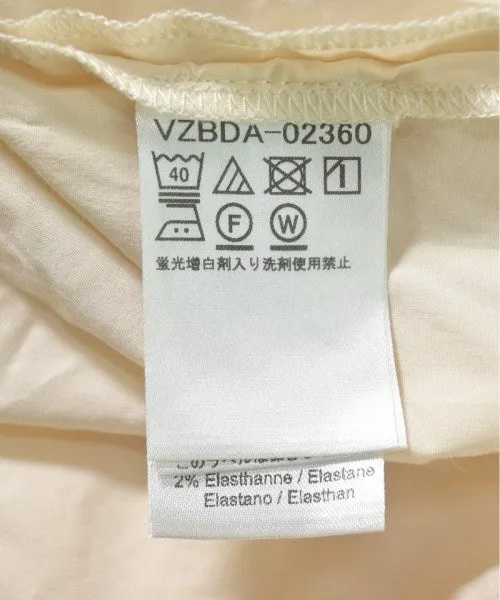 VZBDA-02360
40
F W
蛍光増白剤入り洗剤使用禁止
2% Elasthanne / Elastane
Elastano / Elasthan